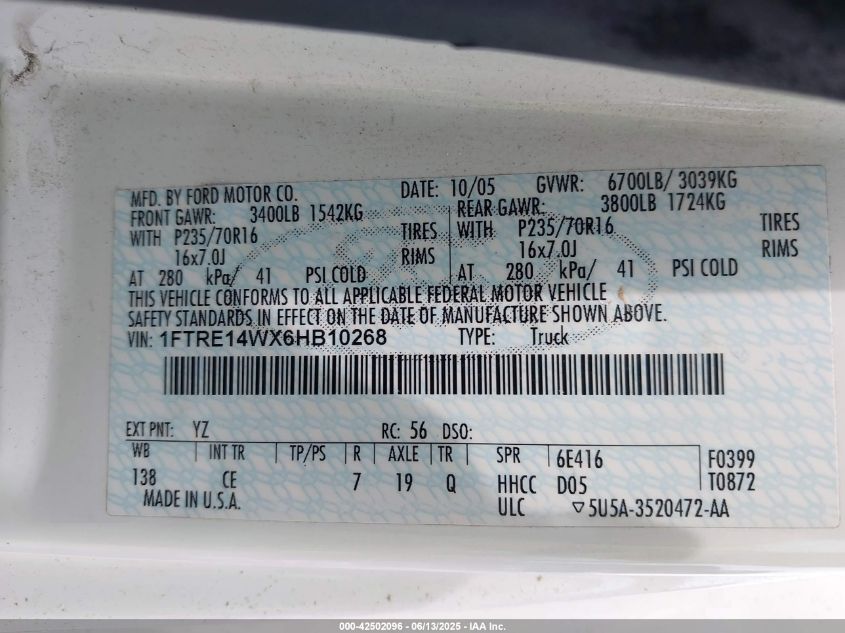 MFD. BY FORD MOTOR CO. DATE: 10/05 GVWR: 6700LB/ 3039KG
FRONT GAWR: 3400LB 1542KG REAR GAWR: 3800LB 1724KG
WITH P235/70R16 TIRES WITH P235/70R16 TIRES
16x7.0J RIMS 16x7.0J RIMS
AT 280 kPa/ 41 PSI COLD AT 280 kPa/ 41 PSI COLD
THIS VEHICLE CONFORMS TO ALL APPLICABLE FEDERAL MOTOR VEHICLE
SAFETY STANDARDS IN EFFECT ON THE DATE OF MANUFACTURE SHOWN ABOVE.
VIN: 1FTRE14WX6HB10268 TYPE: Truck
EXT PNT: YZ RC: 56 DSO:
WB INT TR TP/PS R AXLE TR SPR 6E416 F0399
138 CE 7 19 Q HHCC D05 T0872
MADE IN U.S.A. ULC ▽5U5A-3520472-AA
000-42502096 - 06/13/2025 - IAA Inc.